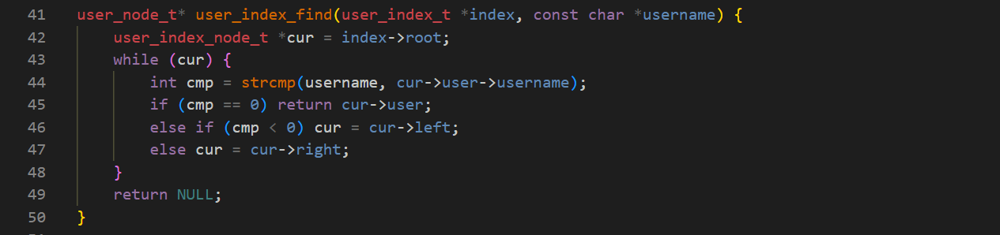 41 user_node_t* user_index_find(user_index_t *index, const char *username) {
42     user_index_node_t *cur = index->root;
43     while (cur) {
44         int cmp = strcmp(username, cur->user->username);
45         if (cmp == 0) return cur->user;
46         else if (cmp < 0) cur = cur->left;
47         else cur = cur->right;
48     }
49     return NULL;
50 }